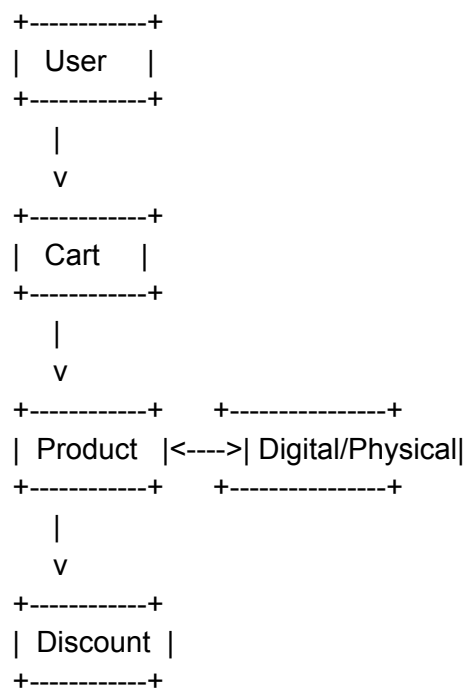 +------------+
| User |
+------------+
|
v
+------------+
| Cart |
+------------+
|
v
+------------+ +----------------+
| Product |<---->| Digital/Physical|
+------------+ +----------------+
|
v
+------------+
| Discount |
+------------+